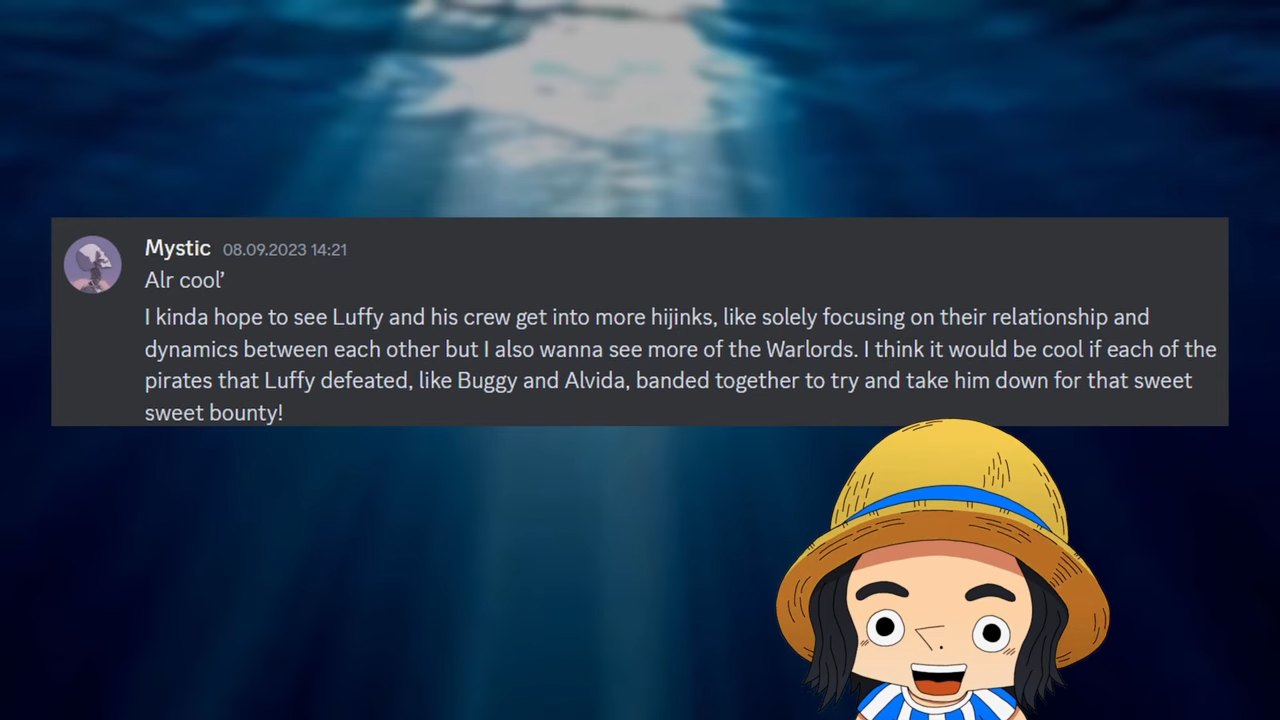 Mystic 08.09.2023 14:21
Alr cool’
I kinda hope to see Luffy and his crew get into more hijinks, like solely focusing on their relationship and
dynamics between each other but I also wanna see more of the Warlords. I think it would be cool if each of the
pirates that Luffy defeated, like Buggy and Alvida, banded together to try and take him down for that sweet
sweet bounty!